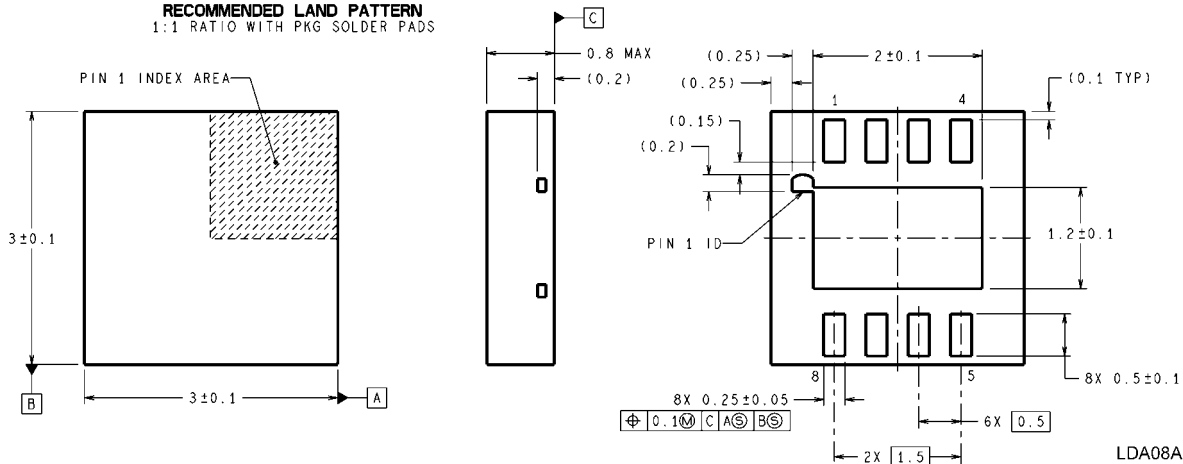 RECOMMENDED LAND PATTERN
1:1 RATIO WITH PKG SOLDER PADS
PIN 1 INDEX AREA
3±0.1
B
3±0.1
A
C
0.8 MAX
(0.2)
(0.25)
(0.25)
2±0.1
(0.1 TYP)
1
4
(0.15)
(0.2)
PIN 1 ID
1.2±0.1
8
5
8X 0.5±0.1
8X 0.25±0.05
⌖ 0.1Ⓜ C AⓈ BⓈ
6X 0.5
2X 1.5
LDA08A